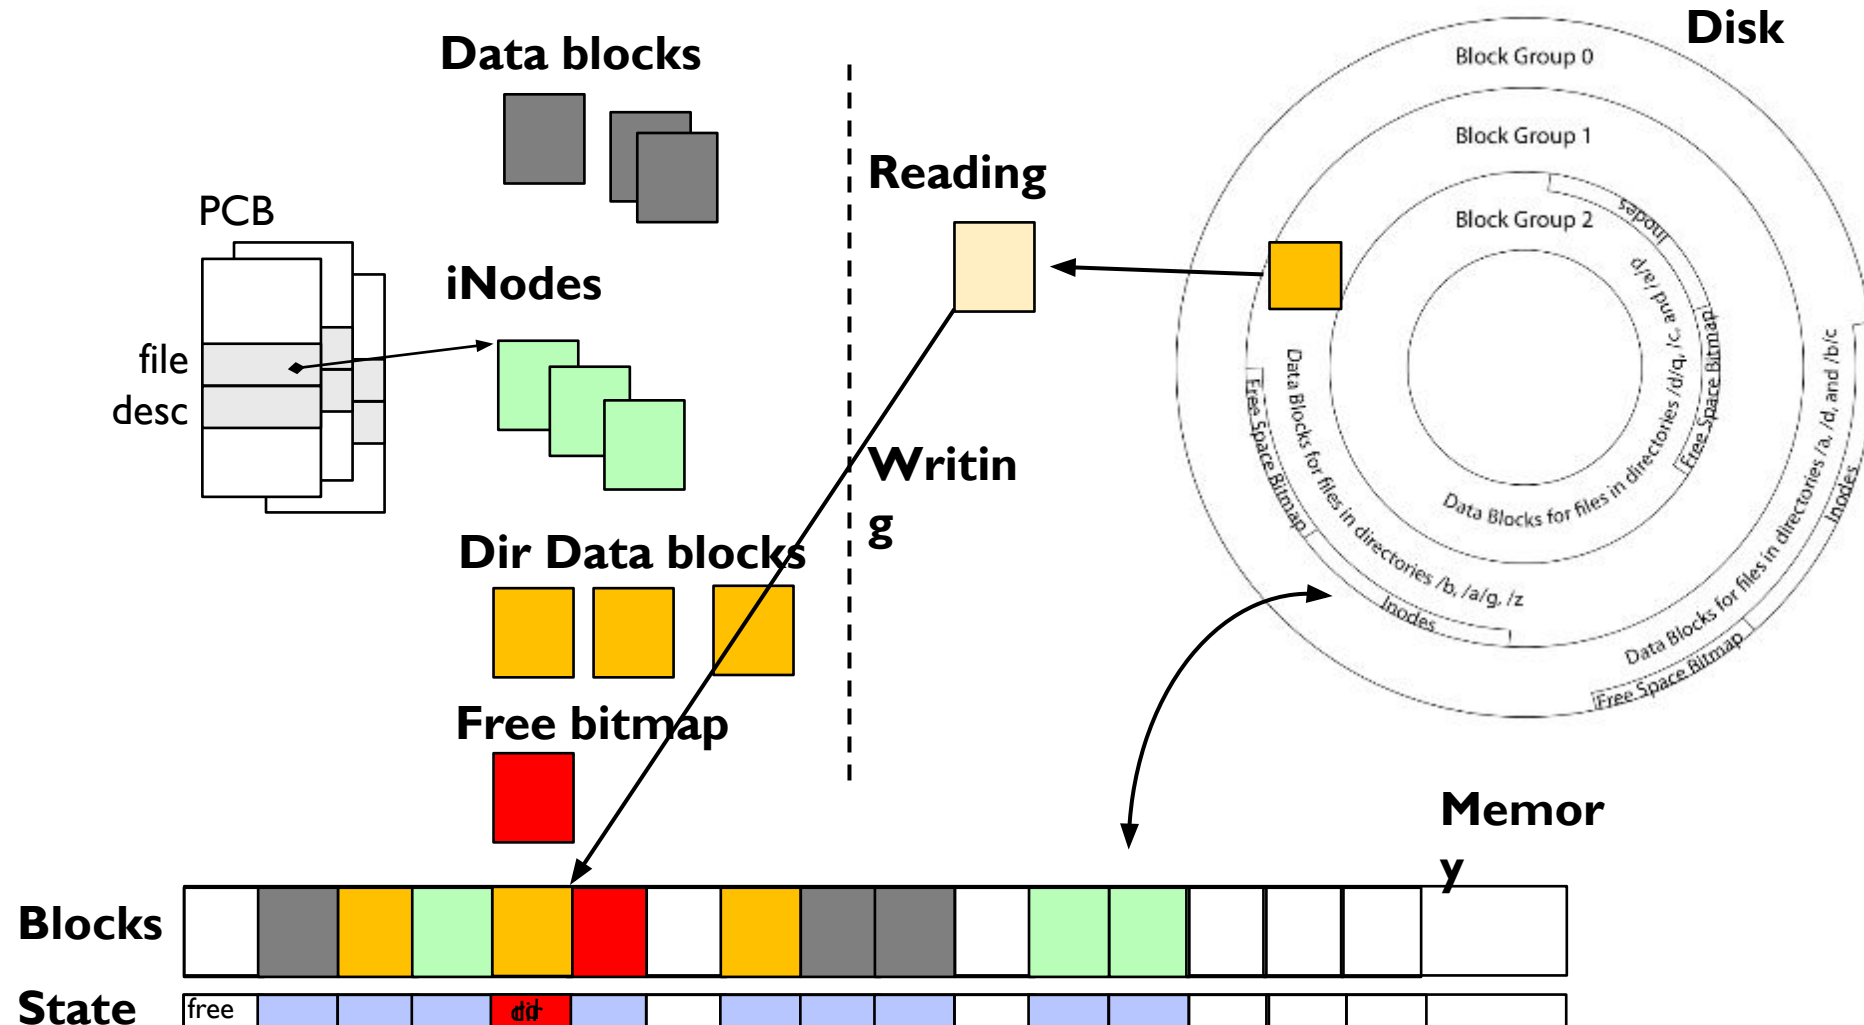 Disk
Data blocks
Block Group 0
Block Group 1
Reading
PCB
Block Group 2
Inodes
iNodes
file
desc
Data Blocks for files in directories /d/q, /c, and /a/p
Free Space Bitmap
Data Blocks for files in directories /b, /a/g, /z
Free Space Bitmap
Inodes
Data Blocks for files in directories /a, /d, and /b/c
Free Space Bitmap
Inodes
Writin
g
Dir Data blocks
Free bitmap
Memor
y
Blocks
State
free